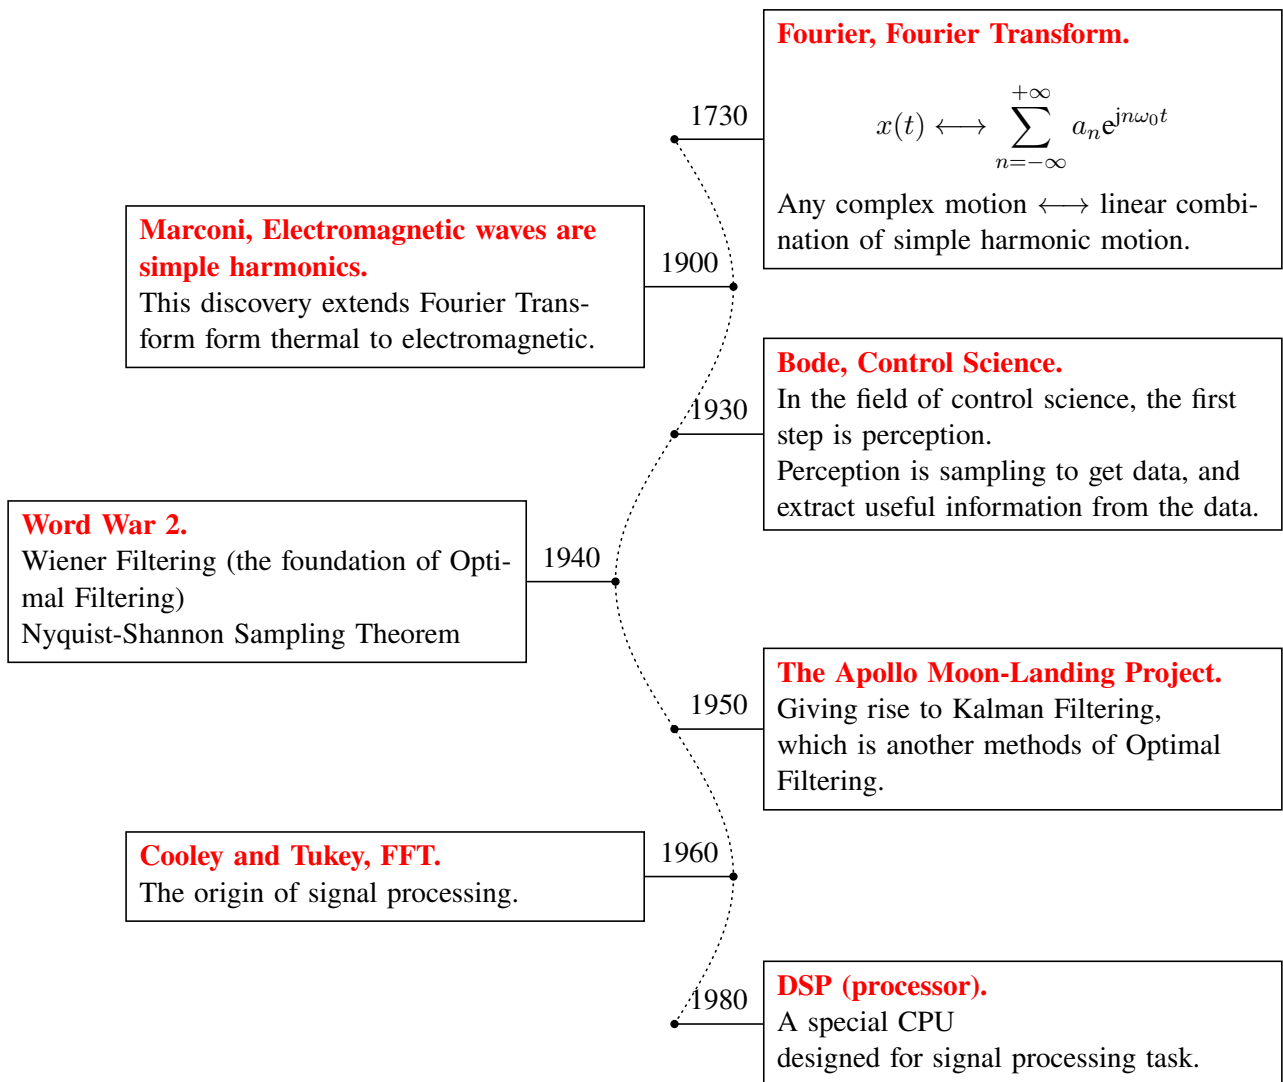 1730
Fourier, Fourier Transform.
x(t) ⟷ \sum_{n=-\infty}^{+\infty} a_n e^{jnω_0 t}
Any complex motion ⟷ linear combi-
nation of simple harmonic motion.
1900
Marconi, Electromagnetic waves are
simple harmonics.
This discovery extends Fourier Trans-
form form thermal to electromagnetic.
1930
Bode, Control Science.
In the field of control science, the first
step is perception.
Perception is sampling to get data, and
extract useful information from the data.
1940
Word War 2.
Wiener Filtering (the foundation of Opti-
mal Filtering)
Nyquist-Shannon Sampling Theorem
1950
The Apollo Moon-Landing Project.
Giving rise to Kalman Filtering,
which is another methods of Optimal
Filtering.
1960
Cooley and Tukey, FFT.
The origin of signal processing.
1980
DSP (processor).
A special CPU
designed for signal processing task.